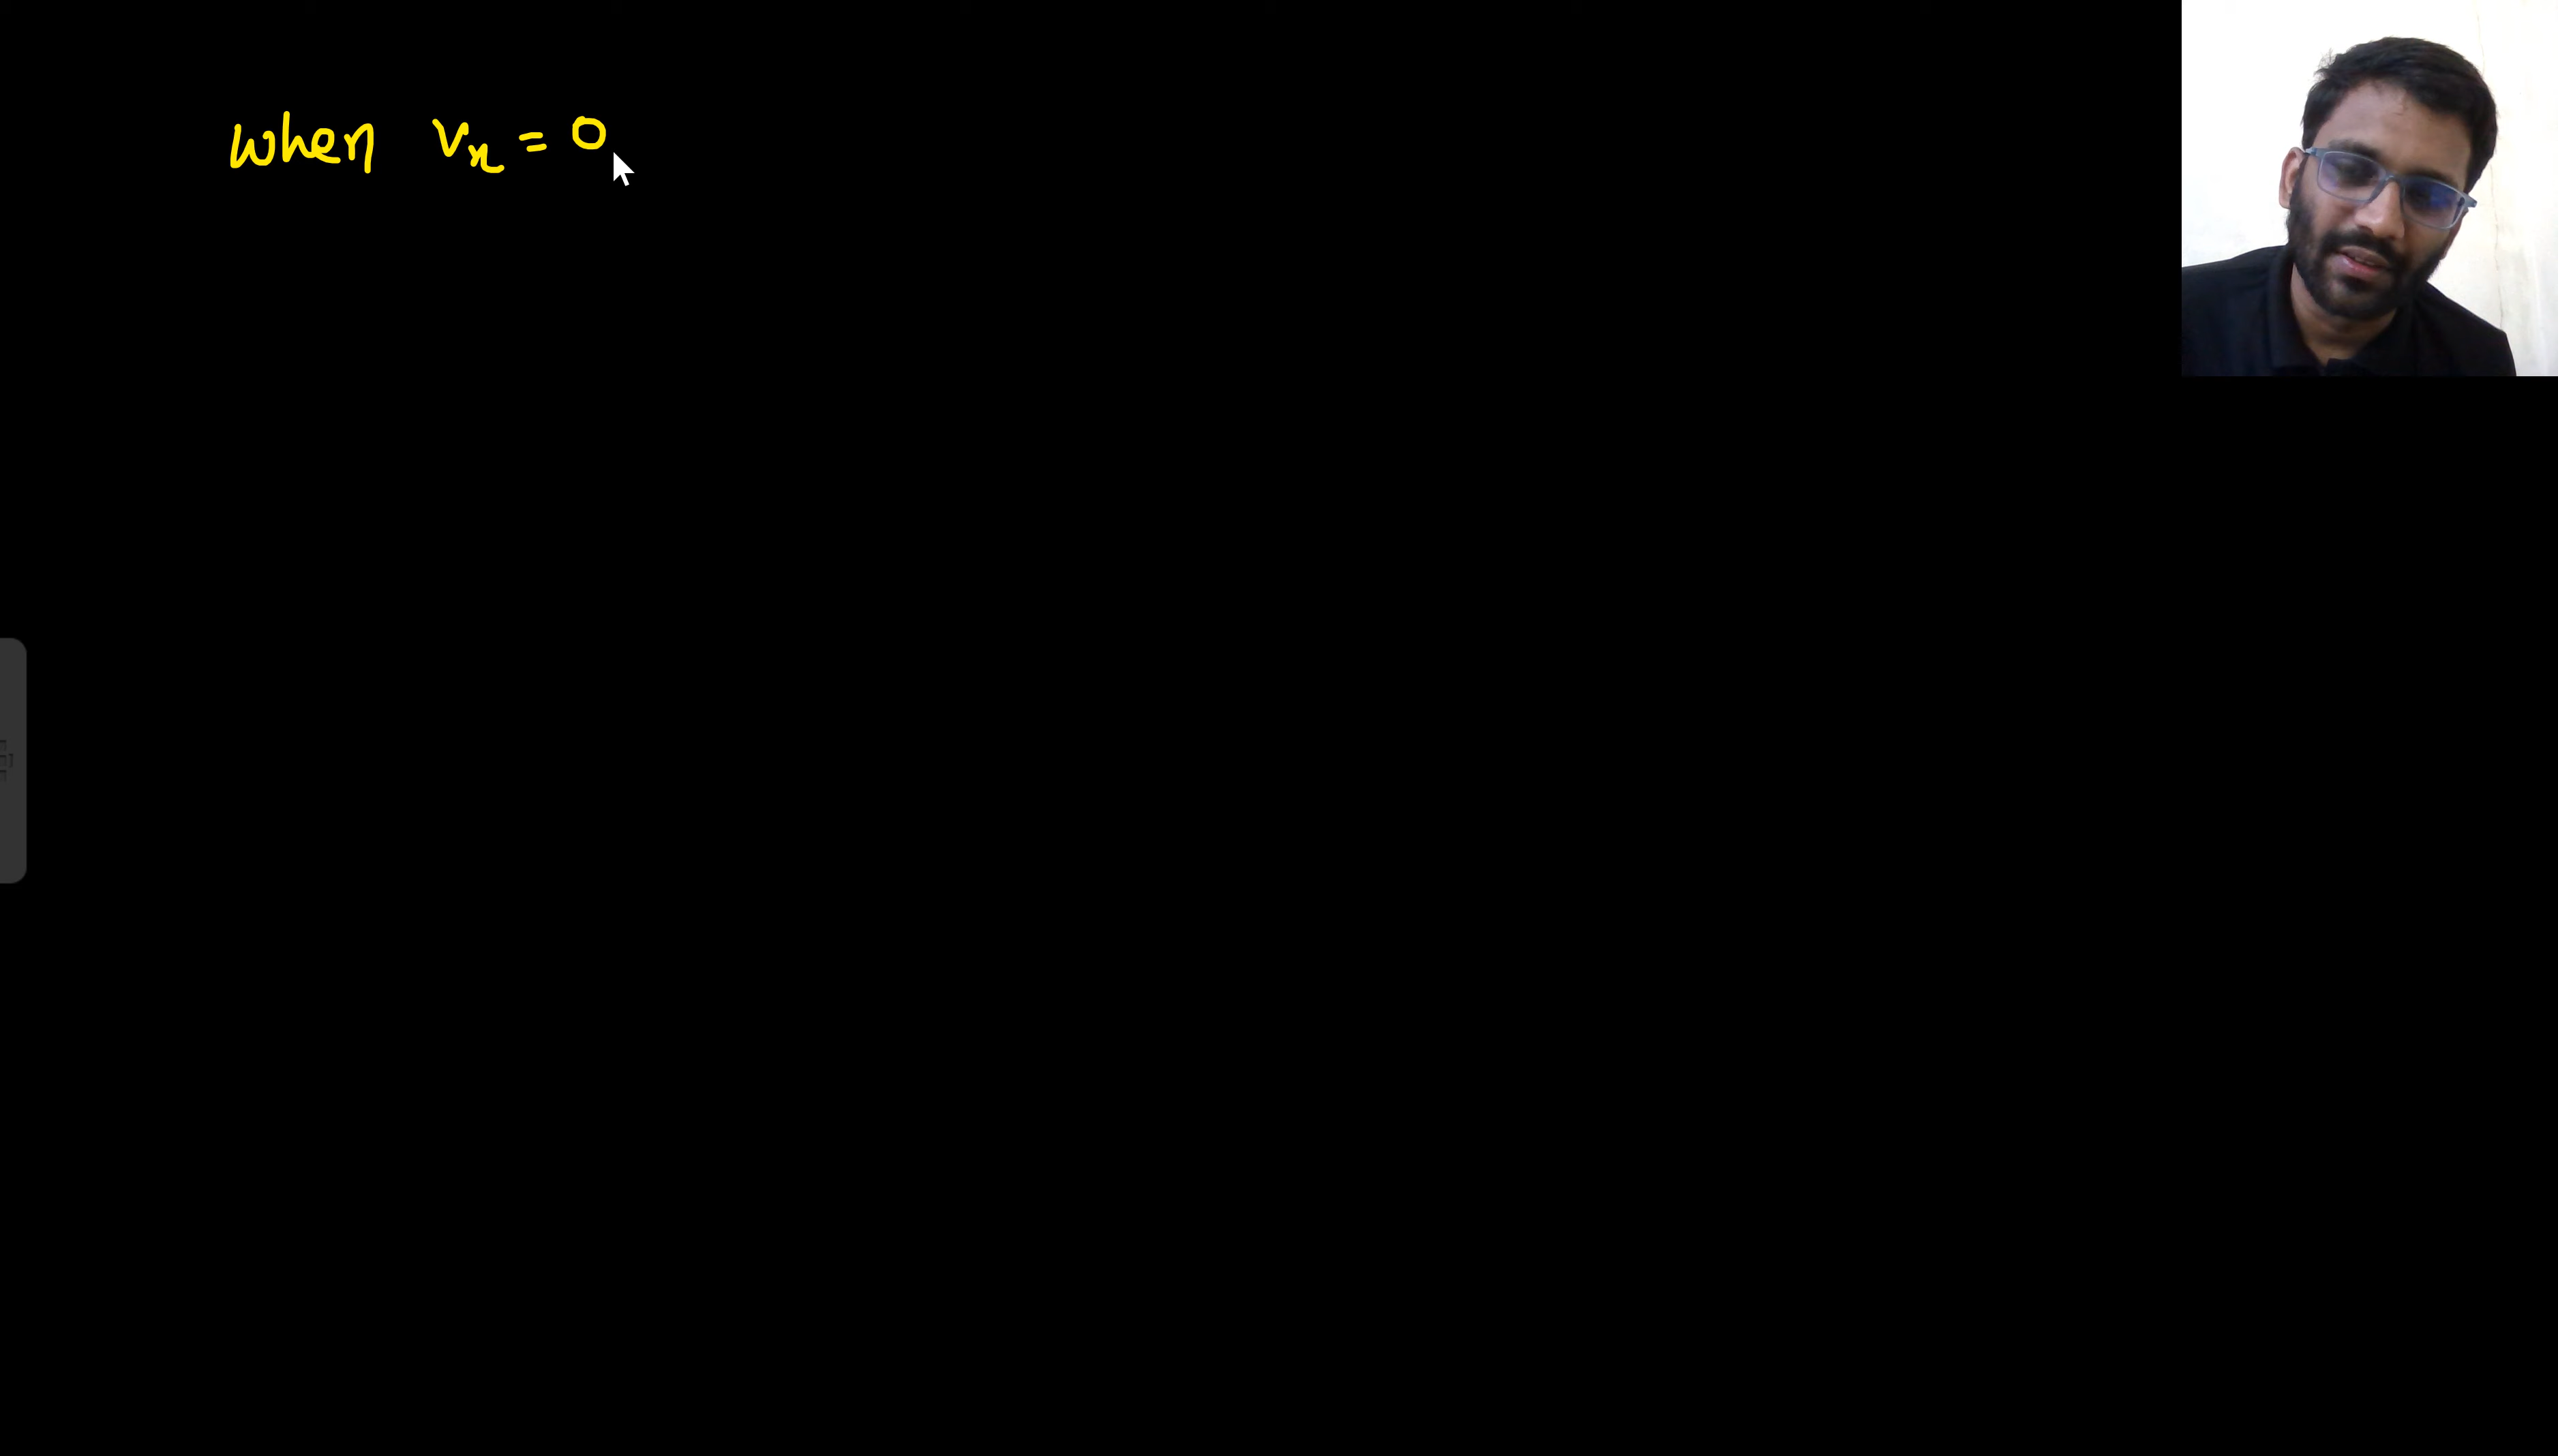 when vx = 0